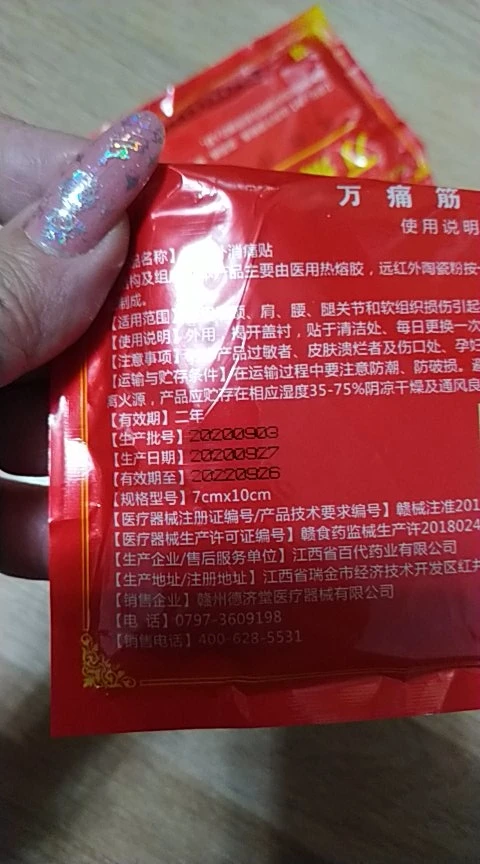 万痛筋
使用说明
品名称】
消痛贴
构及组
产品主要由医用热熔胶，远红外陶瓷粉按一
制成。
【适用范围】
颈、肩、腰、腿关节和软组织损伤引起
【使用说明】外用，揭开盖衬，贴于清洁处、每日更换一次
【注意事项】
产品过敏者、皮肤溃烂者及伤口处、孕妇
【运输与贮存条件】在运输过程中要注意防潮、防破损。避
离火源，产品应贮存在相应湿度35-75%阴凉干燥及通风良
【有效期】二年
【生产批号】20200903
【生产日期】20200927
【有效期至】20220926
【规格型号】7cmx10cm
【医疗器械注册证编号/产品技术要求编号】赣械注准201
【医疗器械生产许可证编号】赣食药监械生产许2018024
【生产企业/售后服务单位】江西省百代药业有限公司
【生产地址/注册地址】江西省瑞金市经济技术开发区红井
【销售企业】赣州德济堂医疗器械有限公司
【电 话】0797-3609198
【销售电话】400-628-5531